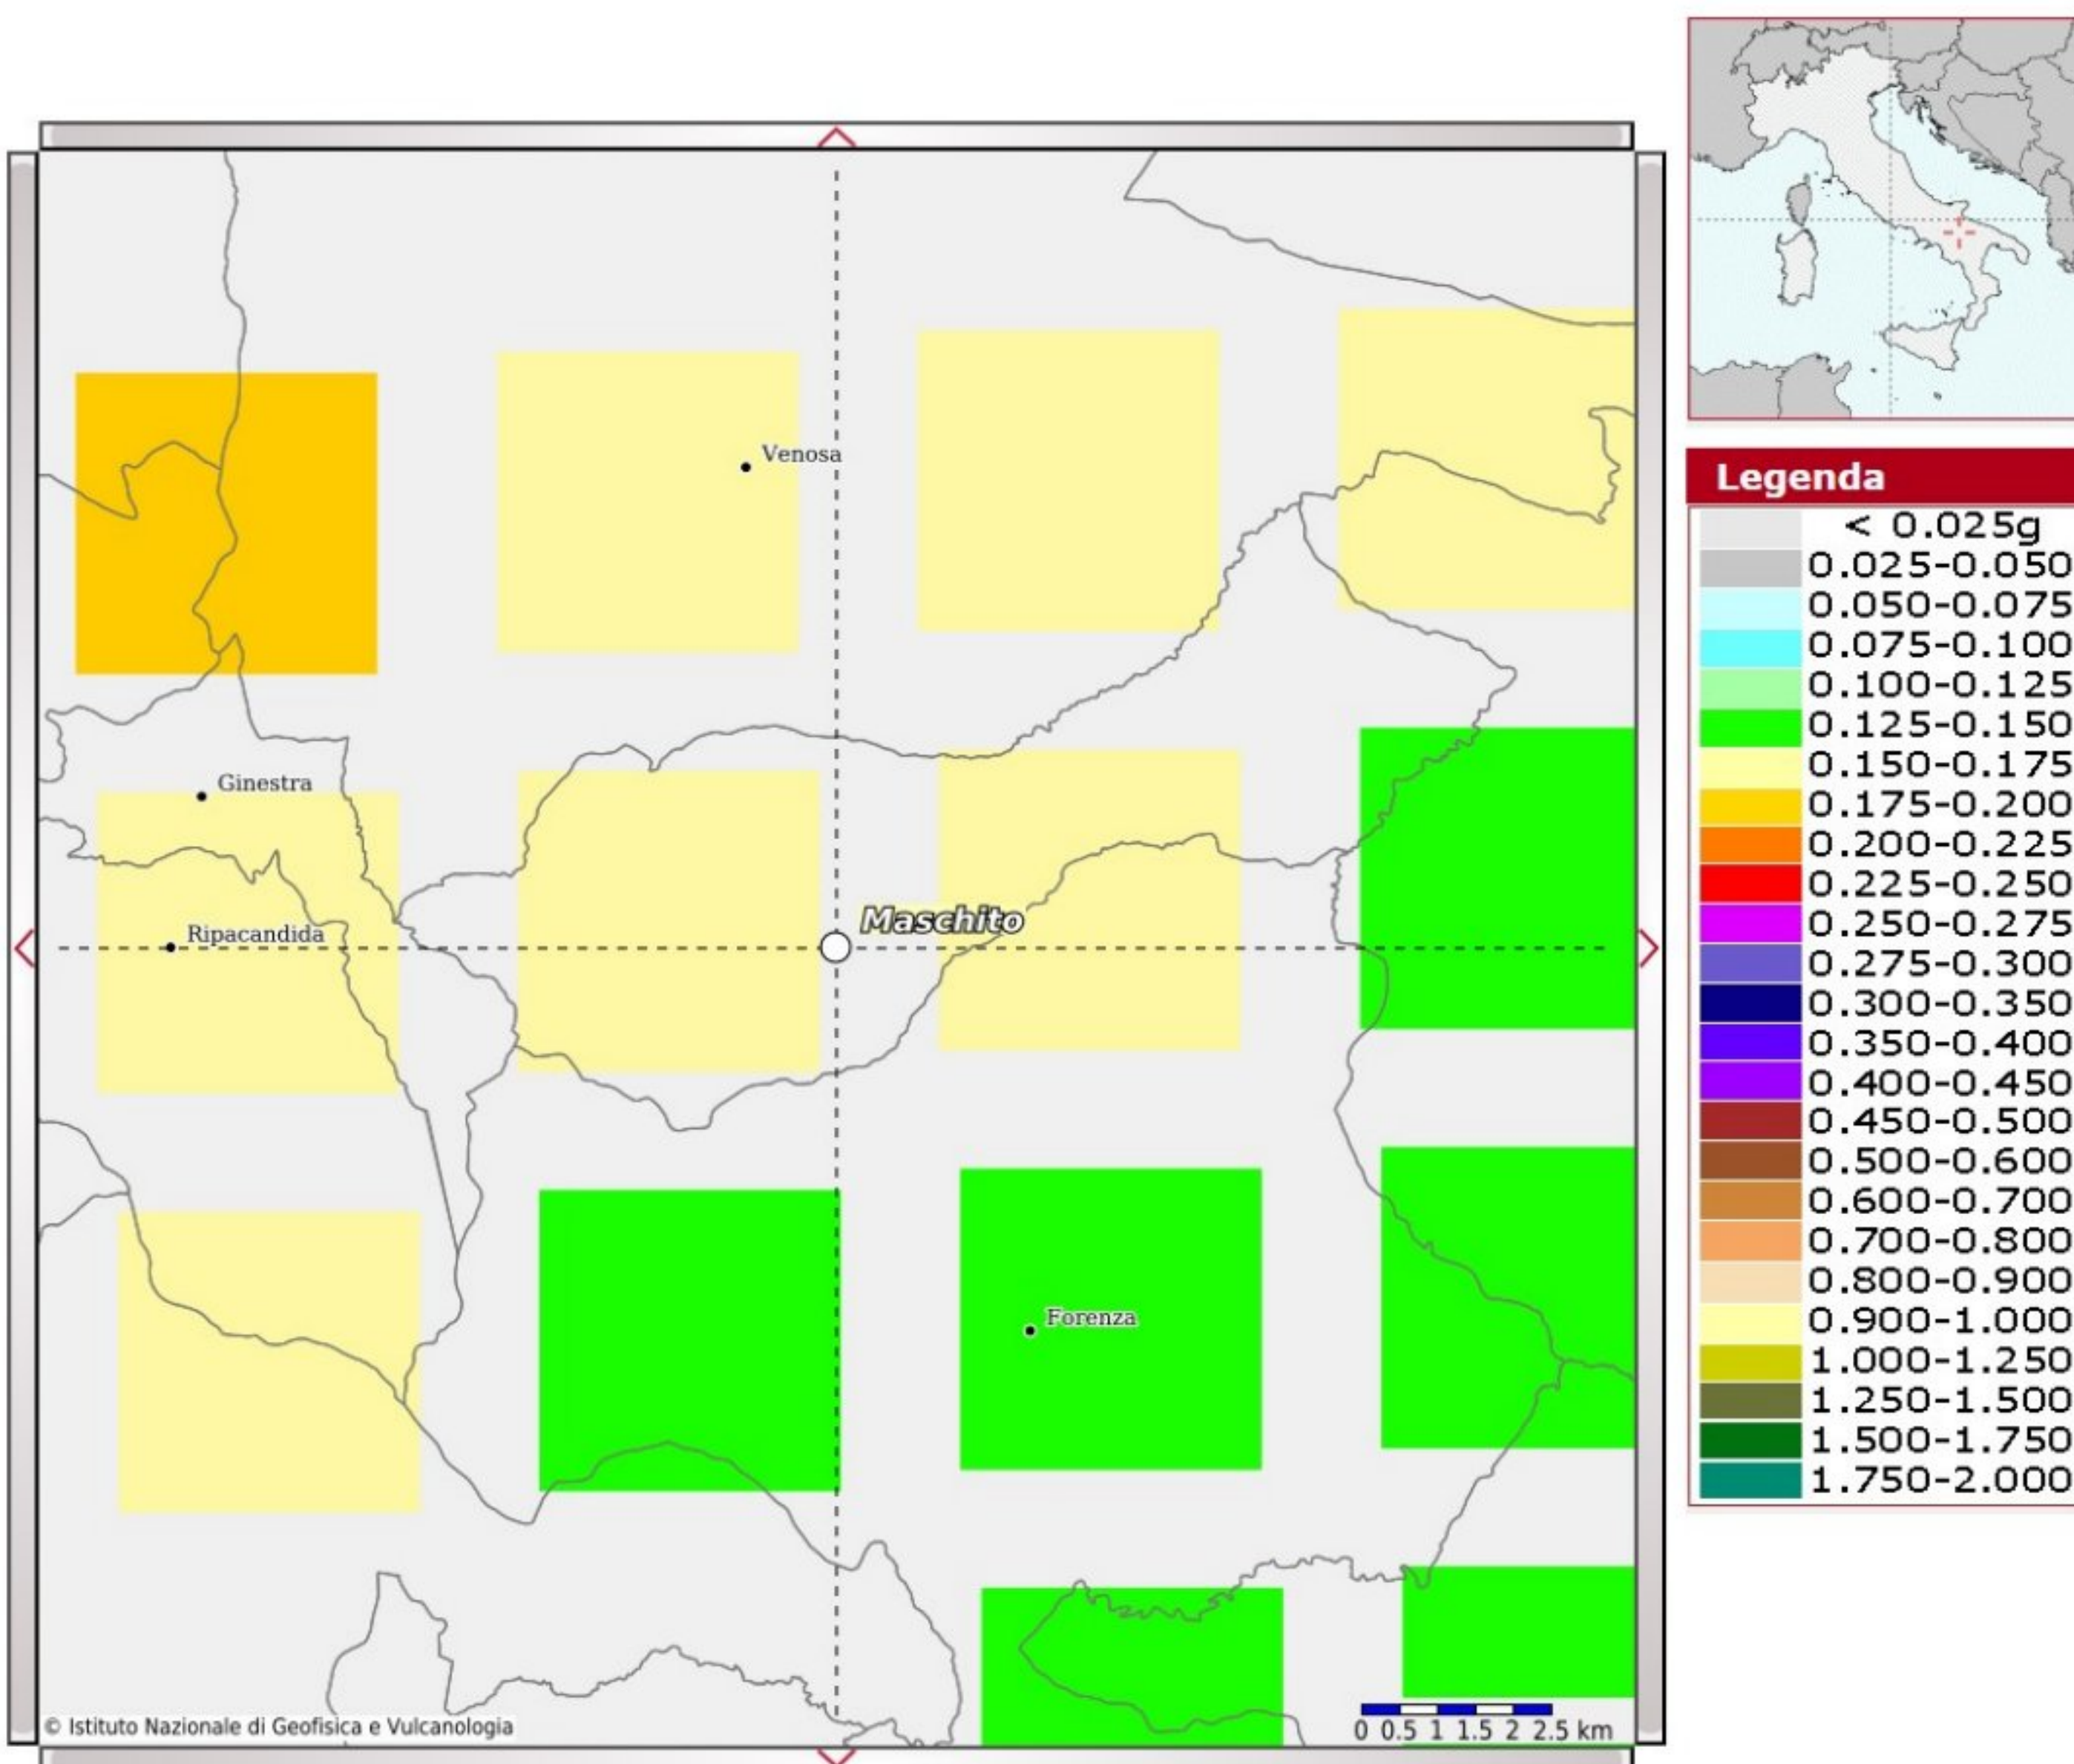 Venosa
Ginestra
Maschito
Ripacandida
Forenza
© Istituto Nazionale di Geofisica e Vulcanologia
0 0.5 1 1.5 2 2.5 km
Legenda
< 0.025g
0.025-0.050
0.050-0.075
0.075-0.100
0.100-0.125
0.125-0.150
0.150-0.175
0.175-0.200
0.200-0.225
0.225-0.250
0.250-0.275
0.275-0.300
0.300-0.350
0.350-0.400
0.400-0.450
0.450-0.500
0.500-0.600
0.600-0.700
0.700-0.800
0.800-0.900
0.900-1.000
1.000-1.250
1.250-1.500
1.500-1.750
1.750-2.000